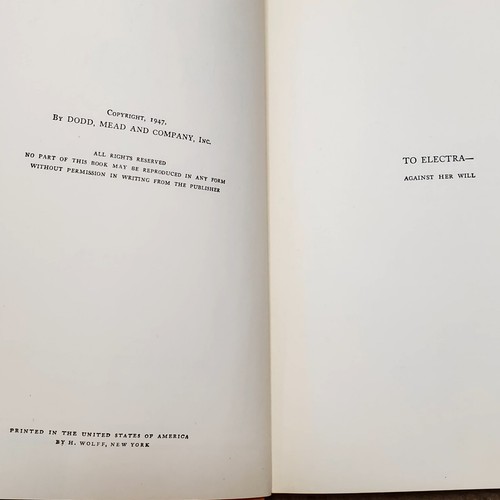 Copyright, 1947,
By DODD, MEAD AND COMPANY, Inc.
ALL RIGHTS RESERVED
NO PART OF THIS BOOK MAY BE REPRODUCED IN ANY FORM
WITHOUT PERMISSION IN WRITING FROM THE PUBLISHER
PRINTED IN THE UNITED STATES OF AMERICA
BY H. WOLFF, NEW YORK
TO ELECTRA—
AGAINST HER WILL